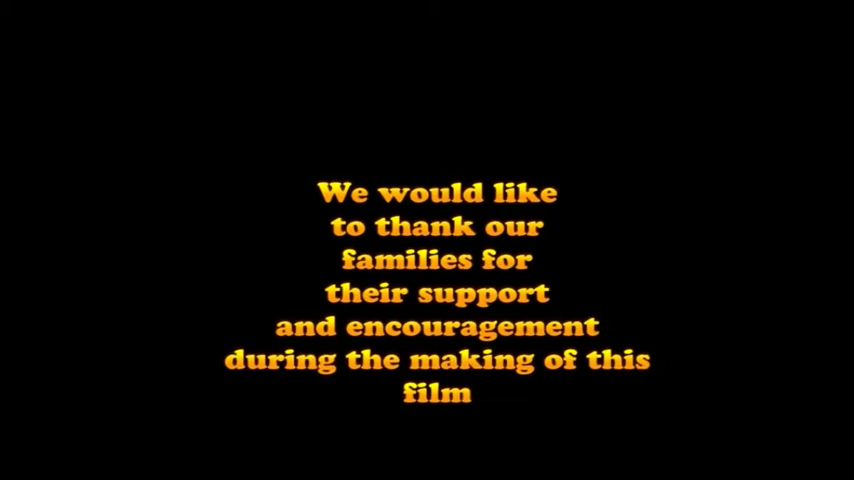 We would like
to thank our
families for
their support
and encouragement
during the making of this
film